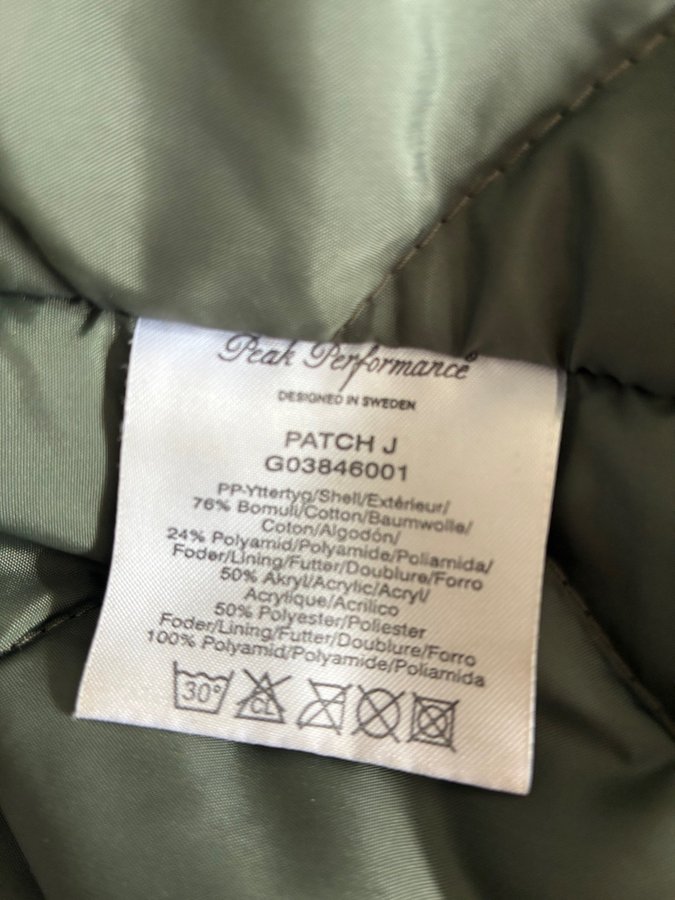 Peak Performance®
DESIGNED IN SWEDEN
PATCH J
G03846001
PP-Yttertyg/Shell/Extérieur/
76% Bomull/Cotton/Baumwolle/
Coton/Algodón/
24% Polyamid/Polyamide/Poliamida/
Foder/Lining/Futter/Doublure/Forro
50% Akryl/Acrylic/Acryl/
Acrylique/Acrilico
50% Polyester/Poliester
Foder/Lining/Futter/Doublure/Forro
100% Polyamid/Polyamide/Poliamida
30° CL